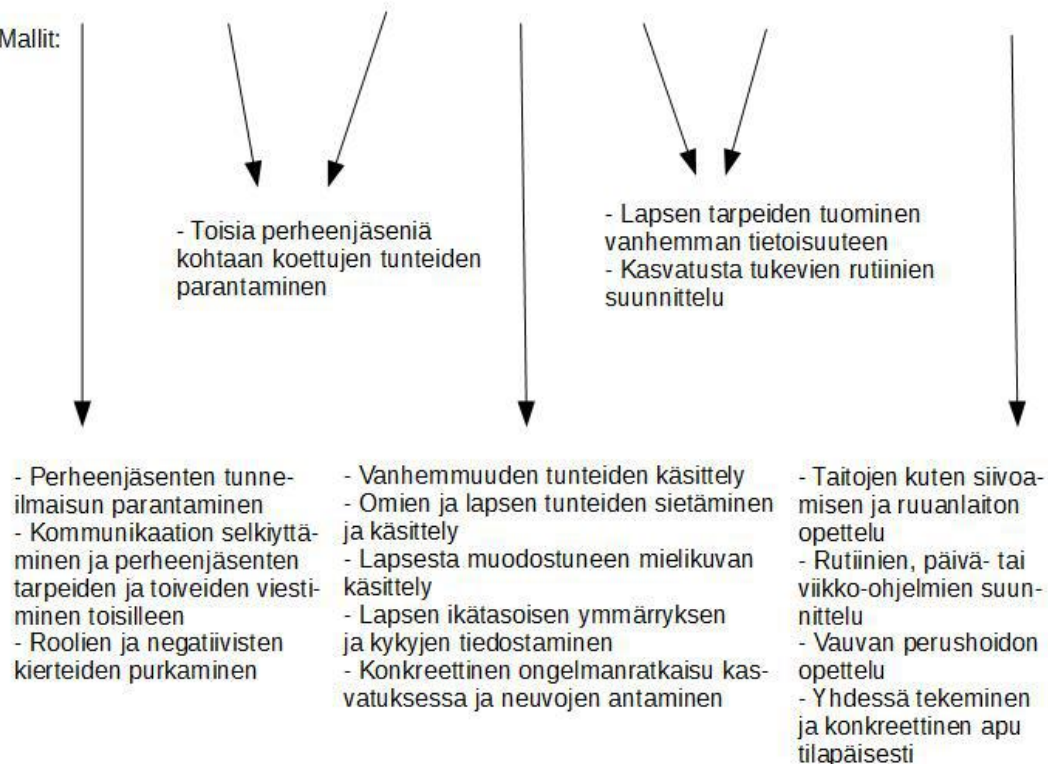 Mallit:
- Toisia perheenjäseniä
kohtaan koettujen tunteiden
parantaminen
- Lapsen tarpeiden tuominen
vanhemman tietoisuuteen
- Kasvatusta tukevien rutiinien
suunnittelu
- Perheenjäsenten tunne-
ilmaisun parantaminen
- Kommunikaation selkiyttä-
minen ja perheenjäsenten
tarpeiden ja toiveiden viesti-
minen toisilleen
- Roolien ja negatiivisten
kierteiden purkaminen
- Vanhemmuuden tunteiden käsittely
- Omien ja lapsen tunteiden sietäminen
ja käsittely
- Lapsesta muodostuneen mielikuvan
käsittely
- Lapsen ikätasoisen ymmärryksen
ja kykyjen tiedostaminen
- Konkreettinen ongelmanratkaisu kas-
vatuksessa ja neuvojen antaminen
- Taitojen kuten siivoa-
misen ja ruuanlaiton
opettelu
- Rutiinien, päivä- tai
viikko-ohjelmien suun-
nittelu
- Vauvan perushoidon
opettelu
- Yhdessä tekeminen
ja konkreettinen apu
tilapäisesti